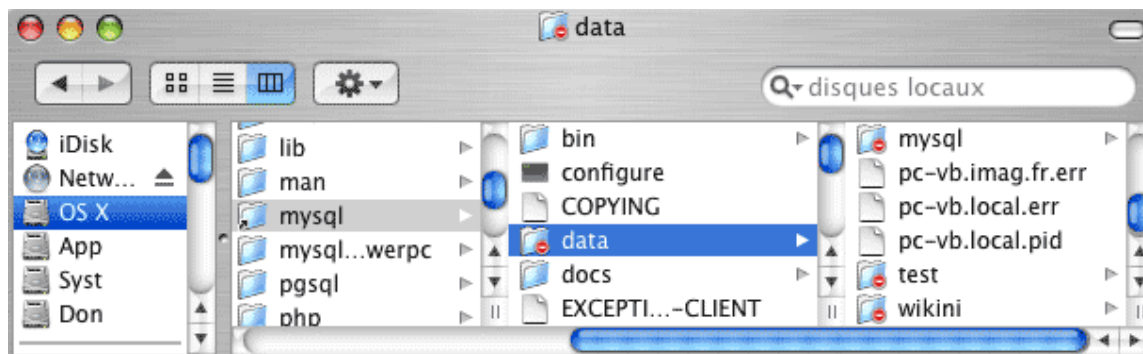 data
disques locaux
iDisk
Netw...
OS X
App
Syst
Don
lib
man
mysql
mysql...werpc
pgsql
php
bin
configure
COPYING
data
docs
EXCEPTI...-CLIENT
mysql
pc-vb.imag.fr.err
pc-vb.local.err
pc-vb.local.pid
test
wikini